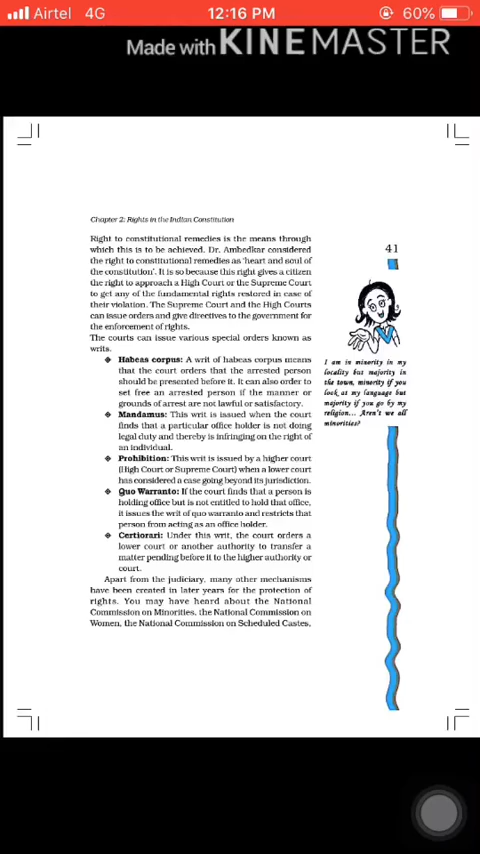 Airtel 4G 12:16 PM 60%
Made with KINEMASTER
Chapter 2: Rights in the Indian Constitution
41
Right to constitutional remedies is the means through
which this is to be achieved. Dr. Ambedkar considered
the right to constitutional remedies as 'heart and soul of
the constitution'. It is so because this right gives a citizen
the right to approach a High Court or the Supreme Court
to get any of the fundamental rights restored in case of
their violation. The Supreme Court and the High Courts
can issue orders and give directives to the government for
the enforcement of rights.
The courts can issue various special orders known as
writs.
Habeas corpus: A writ of habeas corpus means
that the court orders that the arrested person
should be presented before it. It can also order to
set free an arrested person if the manner or
grounds of arrest are not lawful or satisfactory.
Mandamus: This writ is issued when the court
finds that a particular office holder is not doing
legal duty and thereby is infringing on the right of
an individual.
Prohibition: This writ is issued by a higher court
(High Court or Supreme Court) when a lower court
has considered a case going beyond its jurisdiction.
Quo Warranto: If the court finds that a person is
holding office but is not entitled to hold that office,
it issues the writ of quo warranto and restricts that
person from acting as an office holder.
Certiorari: Under this writ, the court orders a
lower court or another authority to transfer a
matter pending before it to the higher authority or
court.
Apart from the judiciary, many other mechanisms
have been created in later years for the protection of
rights. You may have heard about the National
Commission on Minorities, the National Commission on
Women, the National Commission on Scheduled Castes,
I am in minority in my
locality but majority in
the town, minority if you
look at my language but
majority if you go by my
religion... Aren't we all
minorities?